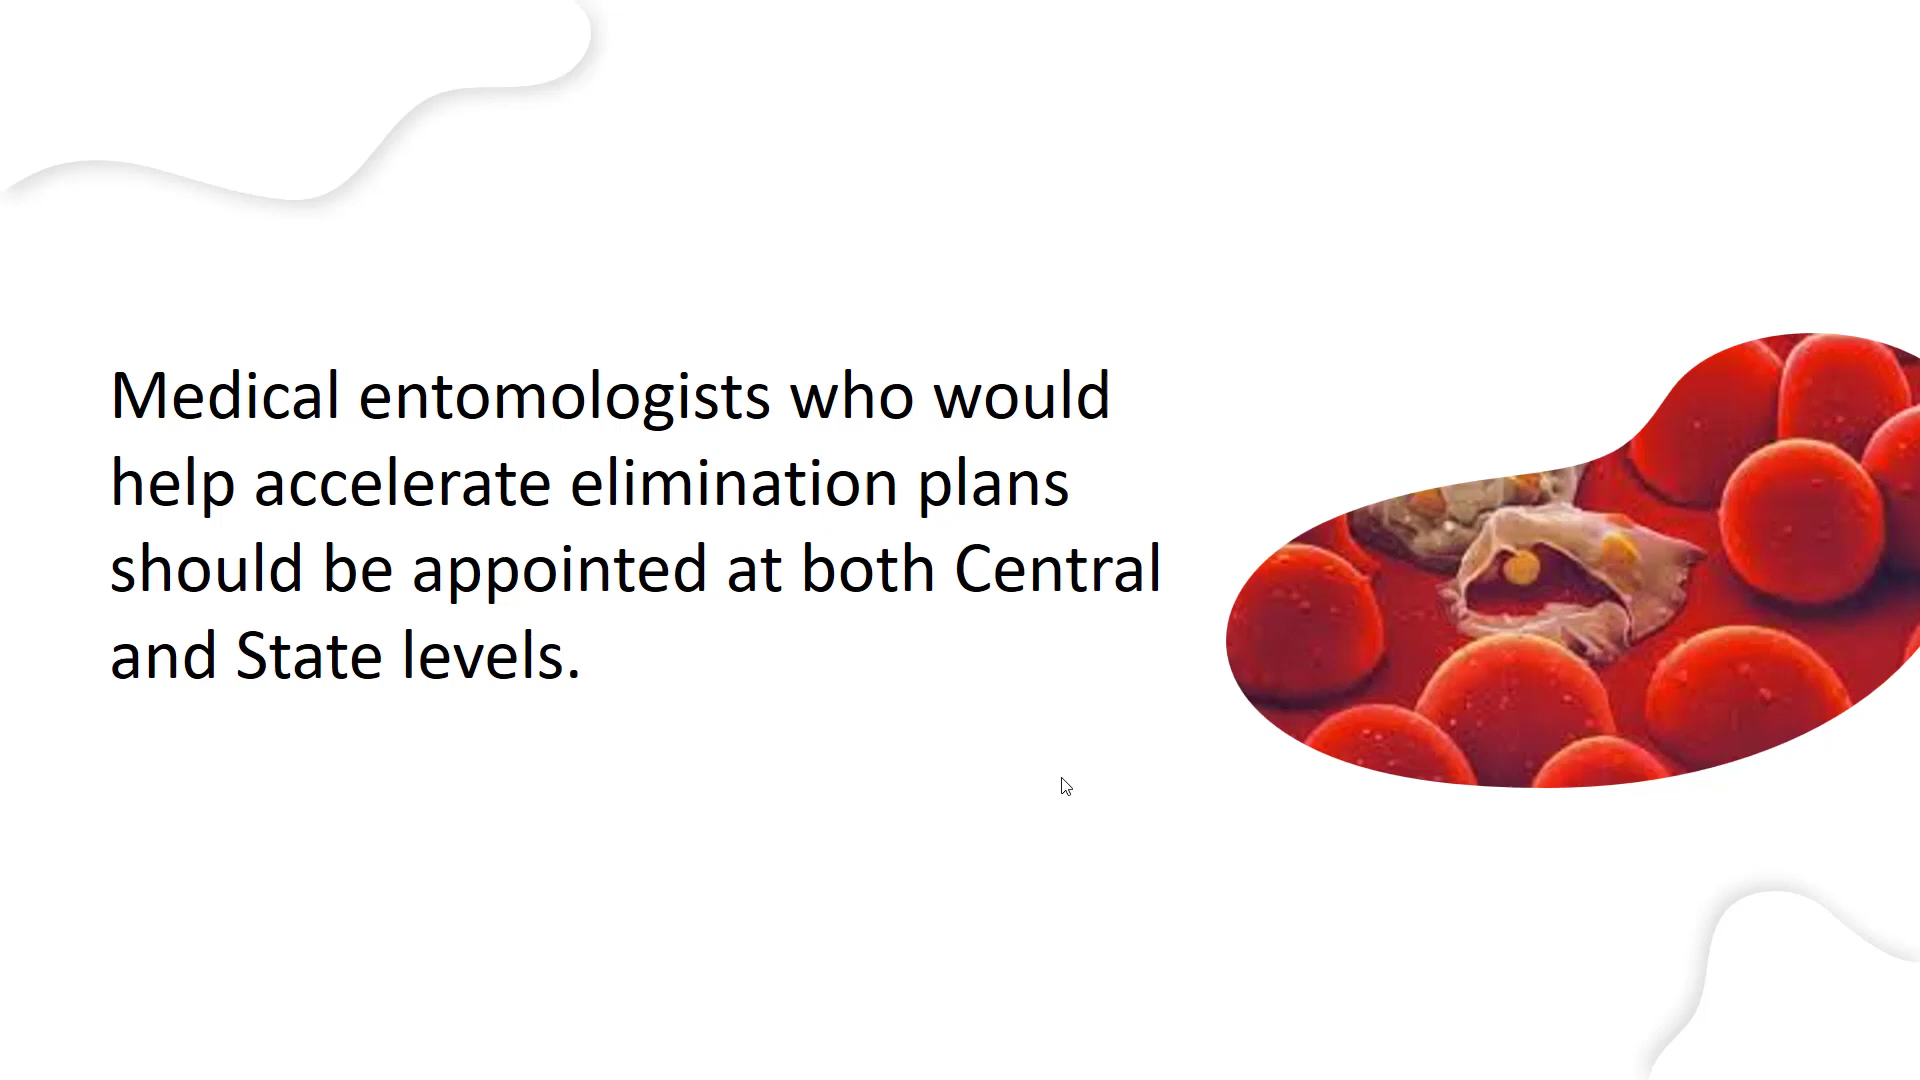 Medical entomologists who would
help accelerate elimination plans
should be appointed at both Central
and State levels.